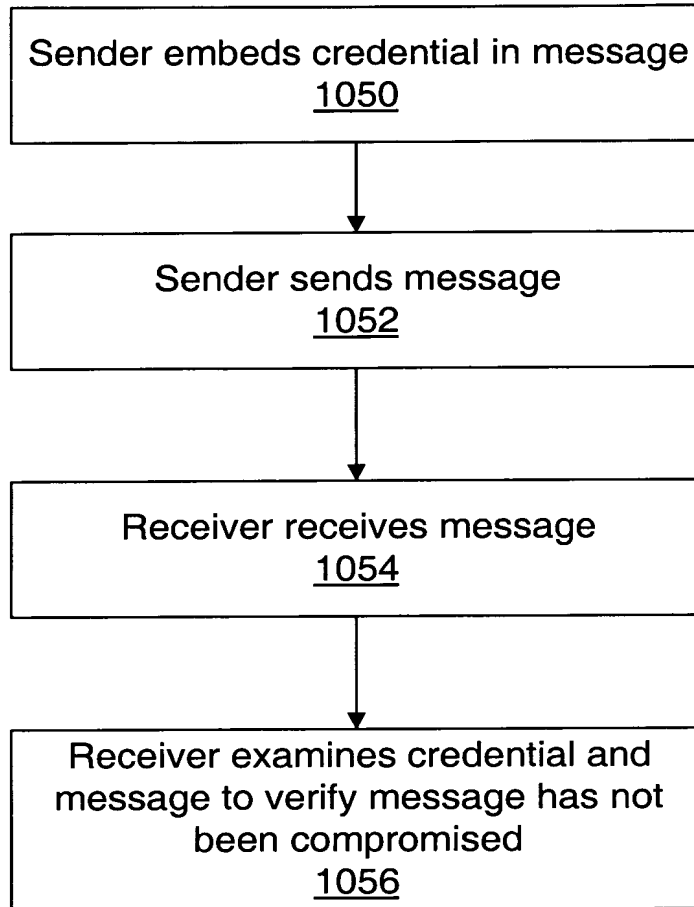 Sender embeds credential in message
1050
Sender sends message
1052
Receiver receives message
1054
Receiver examines credential and
message to verify message has not
been compromised
1056